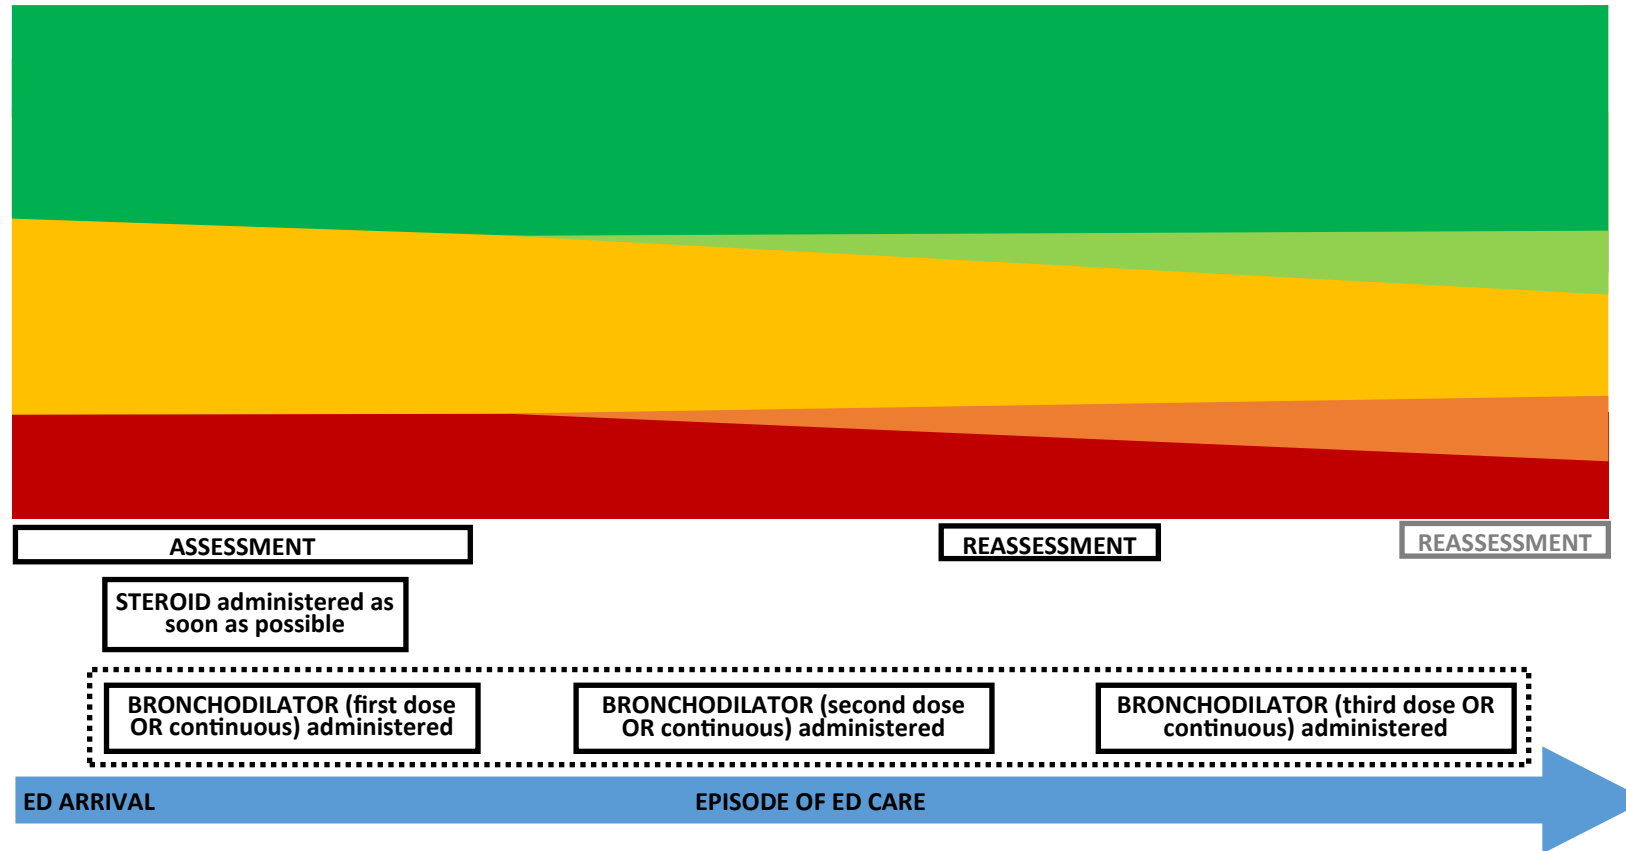 ASSESSMENT
REASSESSMENT
REASSESSMENT
STEROID administered as
soon as possible
BRONCHODILATOR (first dose
OR continuous) administered
BRONCHODILATOR (second dose
OR continuous) administered
BRONCHODILATOR (third dose OR
continuous) administered
ED ARRIVAL
EPISODE OF ED CARE